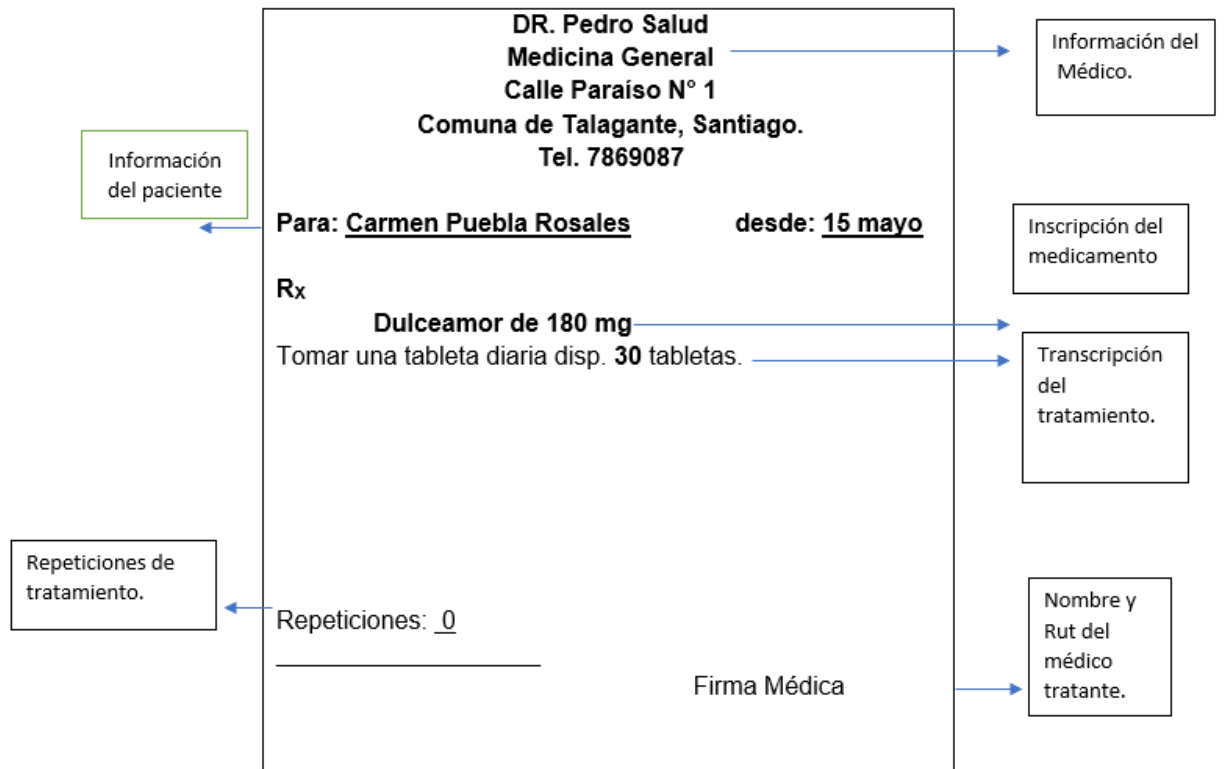 DR. Pedro Salud
Medicina General
Calle Paraíso N° 1
Comuna de Talagante, Santiago.
Tel. 7869087
Información del
Médico.
Información
del paciente
Para: Carmen Puebla Rosales desde: 15 mayo
Inscripción del
medicamento
Rx
Dulceamor de 180 mg
Tomar una tableta diaria disp. 30 tabletas.
Transcripción
del
tratamiento.
Repeticiones de
tratamiento.
Repeticiones: 0
Firma Médica
Nombre y
Rut del
médico
tratante.